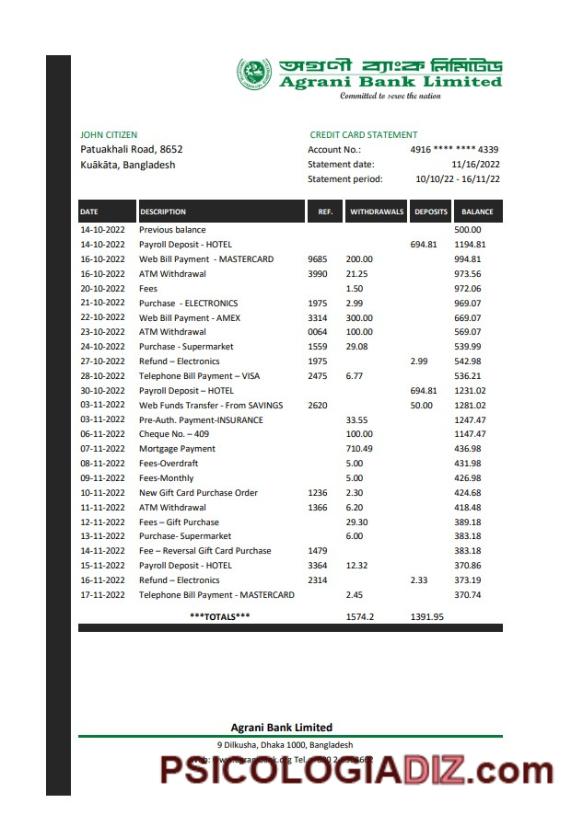 অগ্রণী ব্যাংক লিমিটেড
Agrani Bank Limited
Committed to serve the nation
JOHN CITIZEN CREDIT CARD STATEMENT
Patuakhali Road, 8652 Account No.: 4916 **** **** 4339
Kuākāta, Bangladesh Statement date: 11/16/2022
Statement period: 10/10/22 - 16/11/22
DATE DESCRIPTION REF. WITHDRAWALS DEPOSITS BALANCE
14-10-2022 Previous balance 500.00
14-10-2022 Payroll Deposit - HOTEL 694.81 1194.81
16-10-2022 Web Bill Payment - MASTERCARD 9685 200.00 994.81
16-10-2022 ATM Withdrawal 3990 21.25 973.56
20-10-2022 Fees 1.50 972.06
21-10-2022 Purchase - ELECTRONICS 1975 2.99 969.07
22-10-2022 Web Bill Payment - AMEX 3314 300.00 669.07
23-10-2022 ATM Withdrawal 0064 100.00 569.07
24-10-2022 Purchase - Supermarket 1559 29.08 539.99
27-10-2022 Refund – Electronics 1975 2.99 542.98
28-10-2022 Telephone Bill Payment – VISA 2475 6.77 536.21
30-10-2022 Payroll Deposit – HOTEL 694.81 1231.02
03-11-2022 Web Funds Transfer - From SAVINGS 2620 50.00 1281.02
03-11-2022 Pre-Auth. Payment-INSURANCE 33.55 1247.47
06-11-2022 Cheque No. – 409 100.00 1147.47
07-11-2022 Mortgage Payment 710.49 436.98
08-11-2022 Fees-Overdraft 5.00 431.98
09-11-2022 Fees-Monthly 5.00 426.98
10-11-2022 New Gift Card Purchase Order 1236 2.30 424.68
11-11-2022 ATM Withdrawal 1366 6.20 418.48
12-11-2022 Fees – Gift Purchase 29.30 389.18
13-11-2022 Purchase- Supermarket 6.00 383.18
14-11-2022 Fee – Reversal Gift Card Purchase 1479 383.18
15-11-2022 Payroll Deposit - HOTEL 3364 12.32 370.86
16-11-2022 Refund – Electronics 2314 2.33 373.19
17-11-2022 Telephone Bill Payment - MASTERCARD 2.45 370.74
***TOTALS*** 1574.2 1391.95
Agrani Bank Limited
9 Dilkusha, Dhaka 1000, Bangladesh
PSICOLOGIADIZ.com